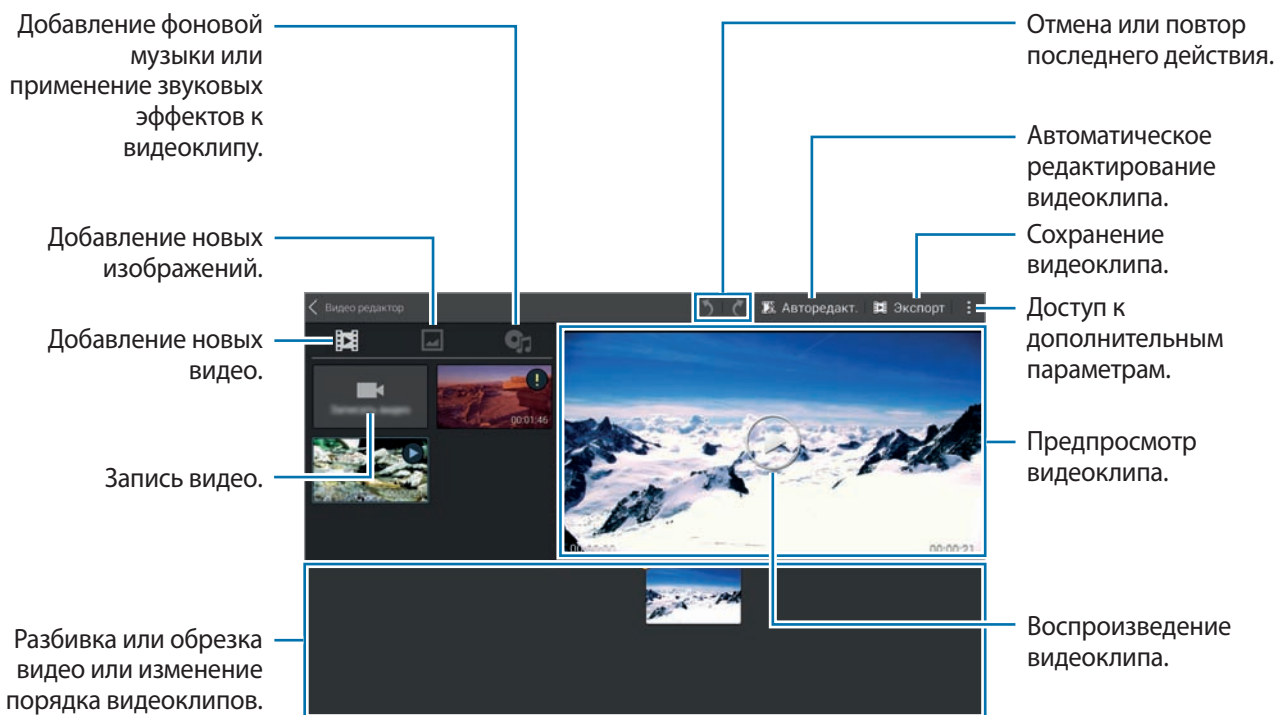 Добавление фоновой
музыки или
применение звуковых
эффектов к
видеоклипу.
Добавление новых
изображений.
Добавление новых
видео.
Запись видео.
Разбивка или обрезка
видео или изменение
порядка видеоклипов.
Видео редактор
Авторедакт.
Экспорт
00:01:46
00:00:21
Отмена или повтор
последнего действия.
Автоматическое
редактирование
видеоклипа.
Сохранение
видеоклипа.
Доступ к
дополнительным
параметрам.
Предпросмотр
видеоклипа.
Воспроизведение
видеоклипа.